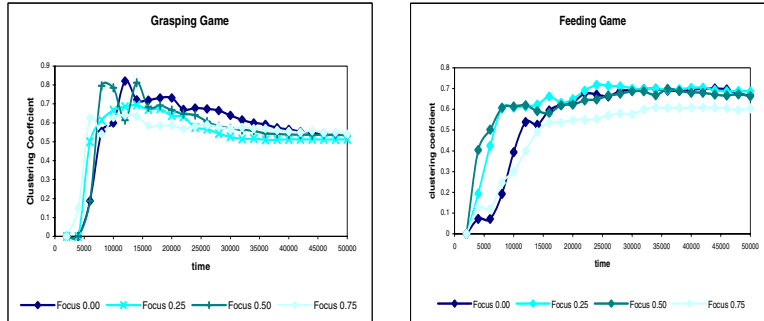 Grasping Game
Clustering Coefficient
0.9
0.8
0.7
0.6
0.5
0.4
0.3
0.2
0.1
0
0 5000 10000 15000 20000 25000 30000 35000 40000 45000 50000
time
Focus 0.00 Focus 0.25 Focus 0.50 Focus 0.75
Feeding Game
clustering coefficient
0.8
0.7
0.6
0.5
0.4
0.3
0.2
0.1
0
0 5000 10000 15000 20000 25000 30000 35000 40000 45000 50000
time
Focus 0.00 Focus 0.25 Focus 0.50 Focus 0.75